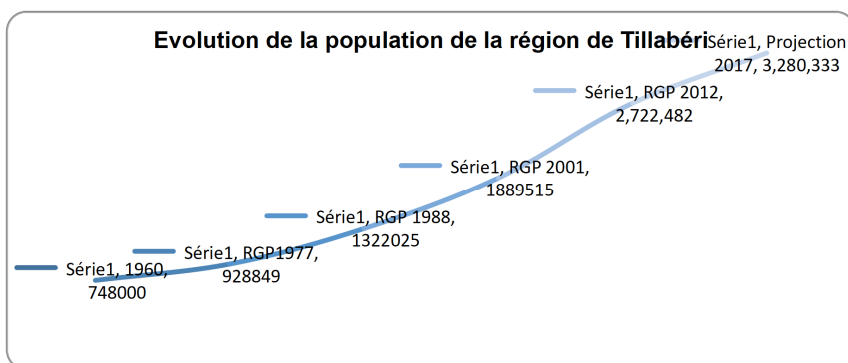 Evolution de la population de la région de Tillabéri
Série1, Projection
2017, 3,280,333
Série1, RGP 2012,
2,722,482
Série1, RGP 2001,
1889515
Série1, RGP 1988,
1322025
Série1, RGP1977,
928849
Série1, 1960,
748000